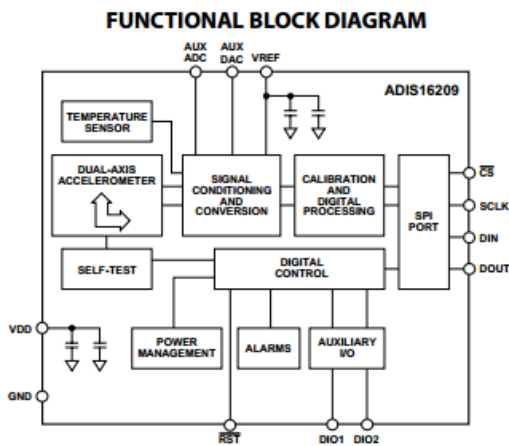 FUNCTIONAL BLOCK DIAGRAM
AUX
ADC
AUX
DAC
VREF
ADIS16209
TEMPERATURE
SENSOR
DUAL-AXIS
ACCELEROMETER
SIGNAL
CONDITIONING
AND
CONVERSION
CALIBRATION
AND
DIGITAL
PROCESSING
SPI
PORT
CS
SCLK
DIN
DOUT
SELF-TEST
DIGITAL
CONTROL
VDD
POWER
MANAGEMENT
ALARMS
AUXILIARY
I/O
GND
RST
DIO1
DIO2